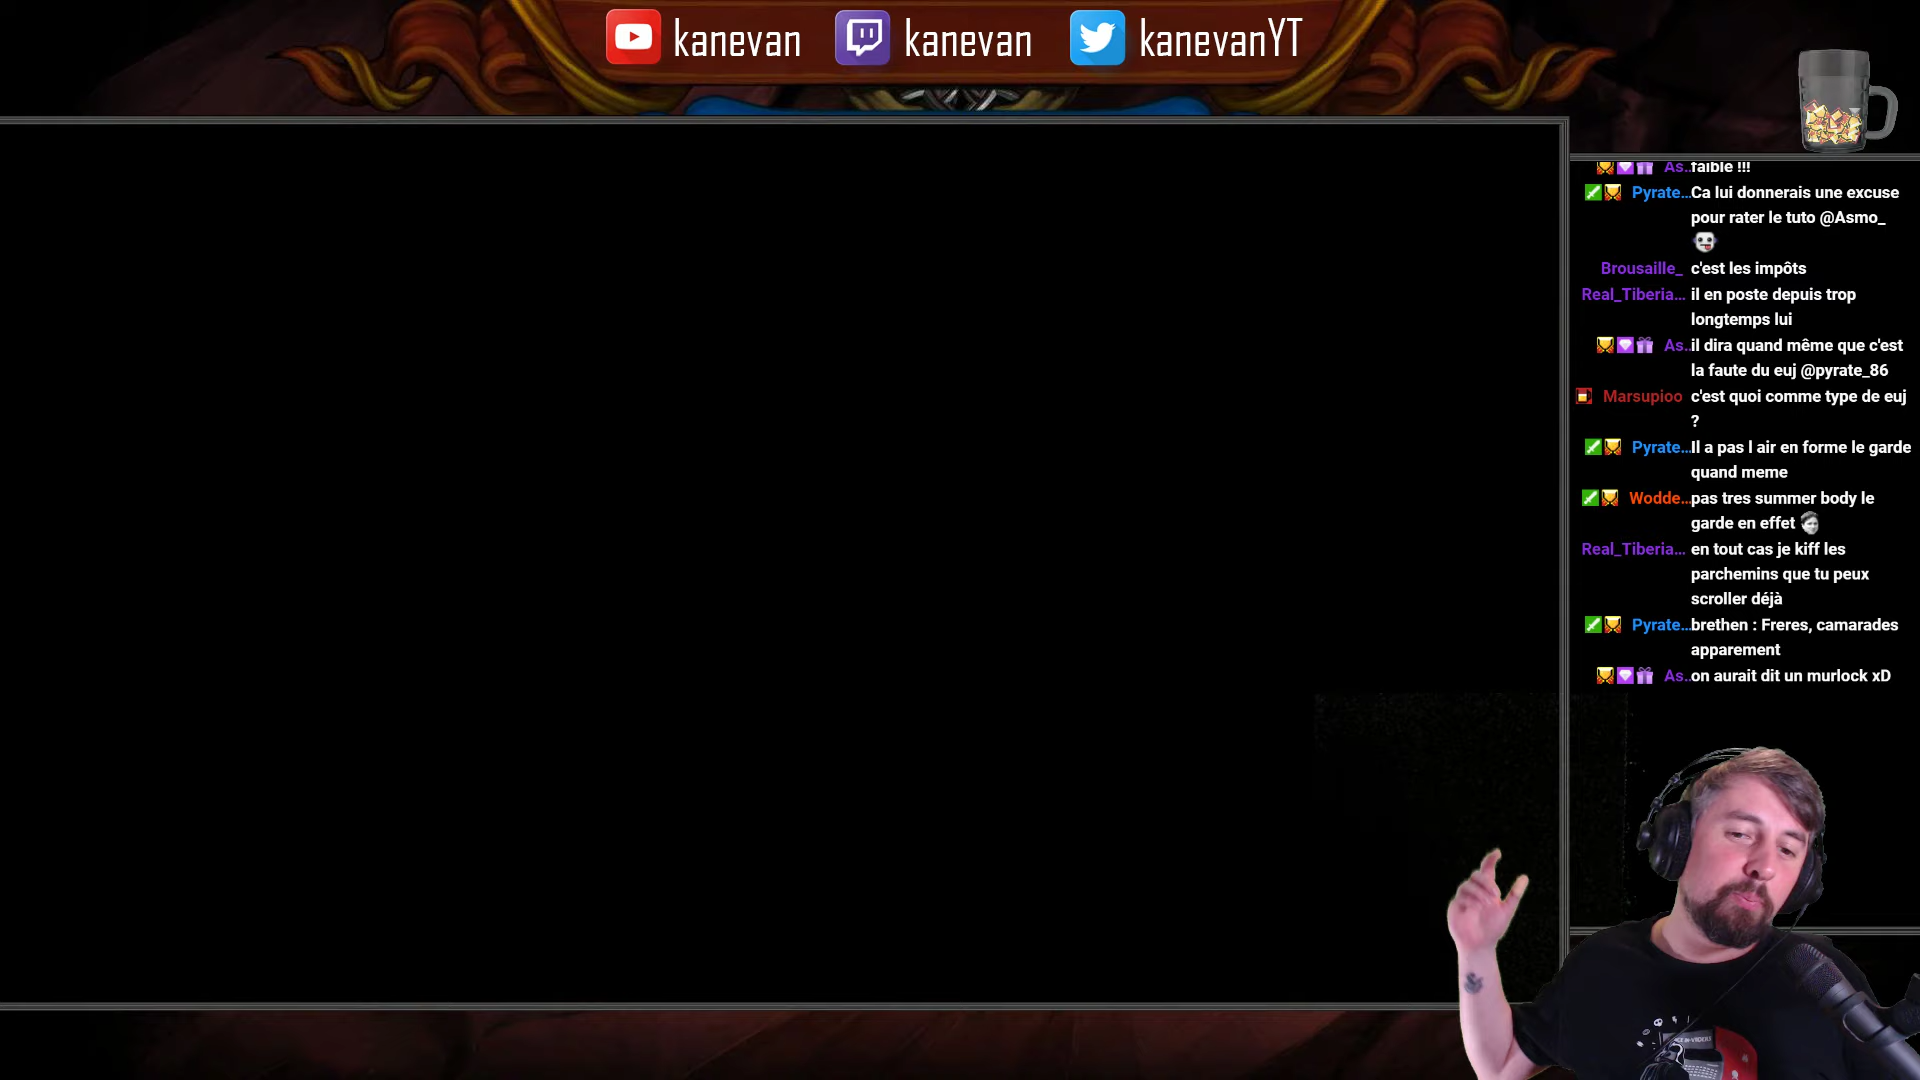 kanevan kanevan kanevanYT
As.. faible !!!
Pyrate... Ca lui donnerais une excuse
pour rater le tuto @Asmo_
Brousaille_ c'est les impôts
Real_Tiberia... il en poste depuis trop
longtemps lui
As.. il dira quand même que c'est
la faute du euj @pyrate_86
Marsupioo c'est quoi comme type de euj
?
Pyrate... Il a pas l air en forme le garde
quand meme
Wodde... pas tres summer body le
garde en effet
Real_Tiberia... en tout cas je kiff les
parchemins que tu peux
scroller déjà
Pyrate... brethen : Freres, camarades
apparement
As.. on aurait dit un murlock xD